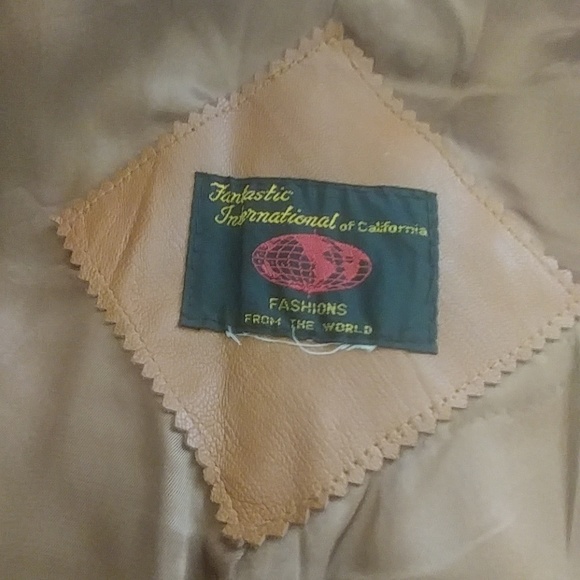 Fantastic
International of California
FASHIONS
FROM THE WORLD